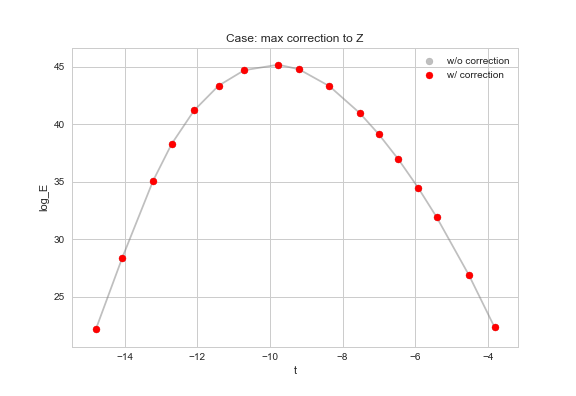 Case: max correction to Z
w/o correction
w/ correction
45
40
35
30
25
log_E
−14 −12 −10 −8 −6 −4
t